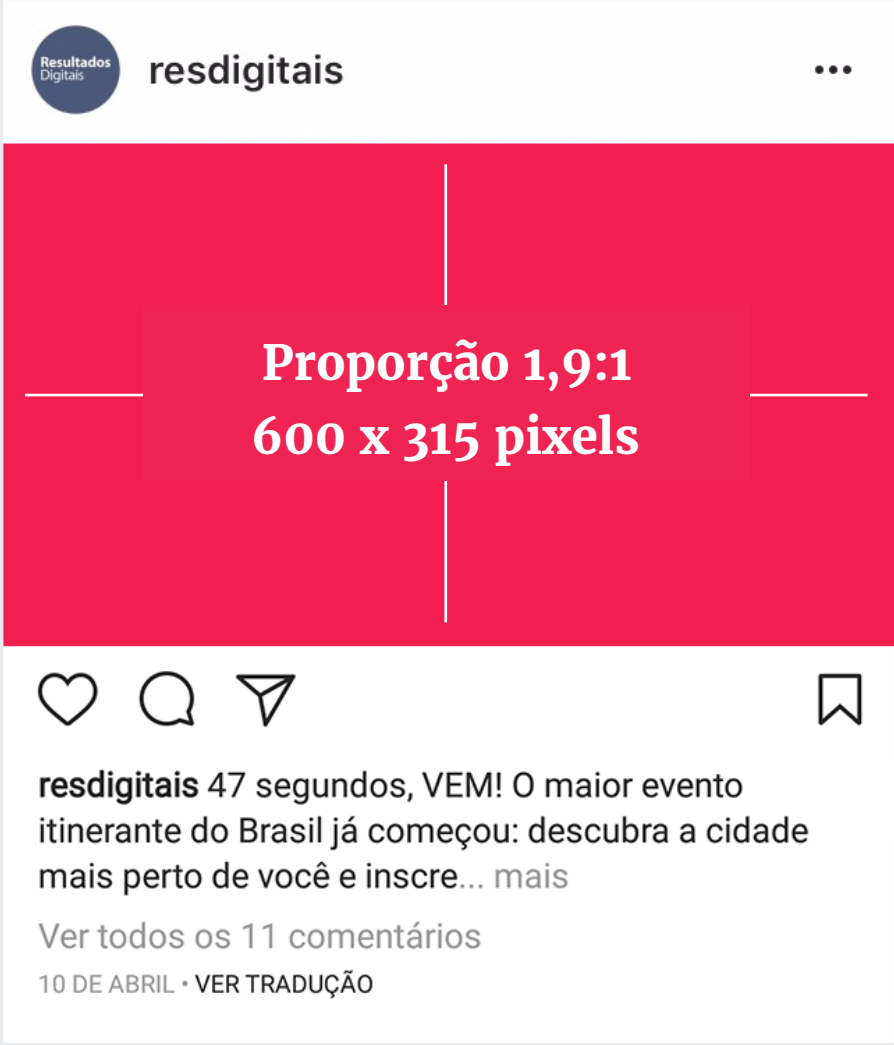 Resultados
Digitais
resdigitais
Proporção 1,9:1
600 x 315 pixels
resdigitais 47 segundos, VEM! O maior evento
itinerante do Brasil já começou: descubra a cidade
mais perto de você e inscre... mais
Ver todos os 11 comentários
10 DE ABRIL • VER TRADUÇÃO